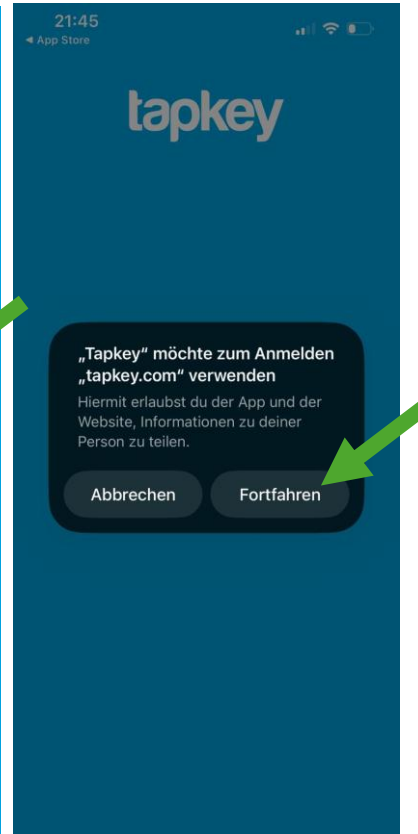 21:45
◀ App Store
tapkey
„Tapkey“ möchte zum Anmelden
„tapkey.com“ verwenden
Hiermit erlaubst du der App und der
Website, Informationen zu deiner
Person zu teilen.
Abbrechen Fortfahren